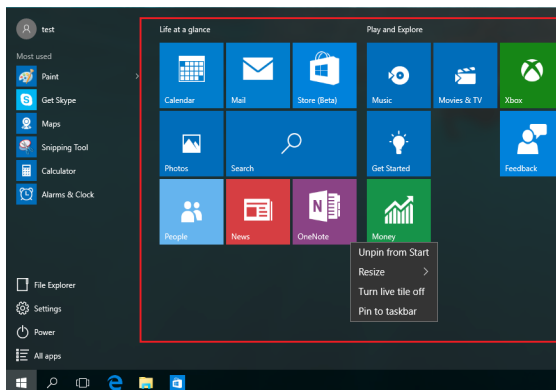 test
Most used
Paint
Get Skype
Maps
Snipping Tool
Calculator
Alarms & Clock
File Explorer
Settings
Power
All apps
Life at a glance
Play and Explore
Calendar
Mail
Store (Beta)
Music
Movies & TV
Xbox
Photos
Search
Get Started
Feedback
People
News
N
OneNote
Money
Unpin from Start
Resize
Turn live tile off
Pin to taskbar